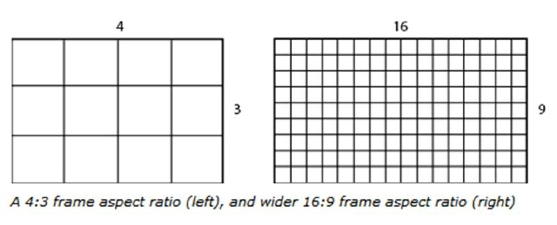 4
16
3
9
A 4:3 frame aspect ratio (left), and wider 16:9 frame aspect ratio (right)